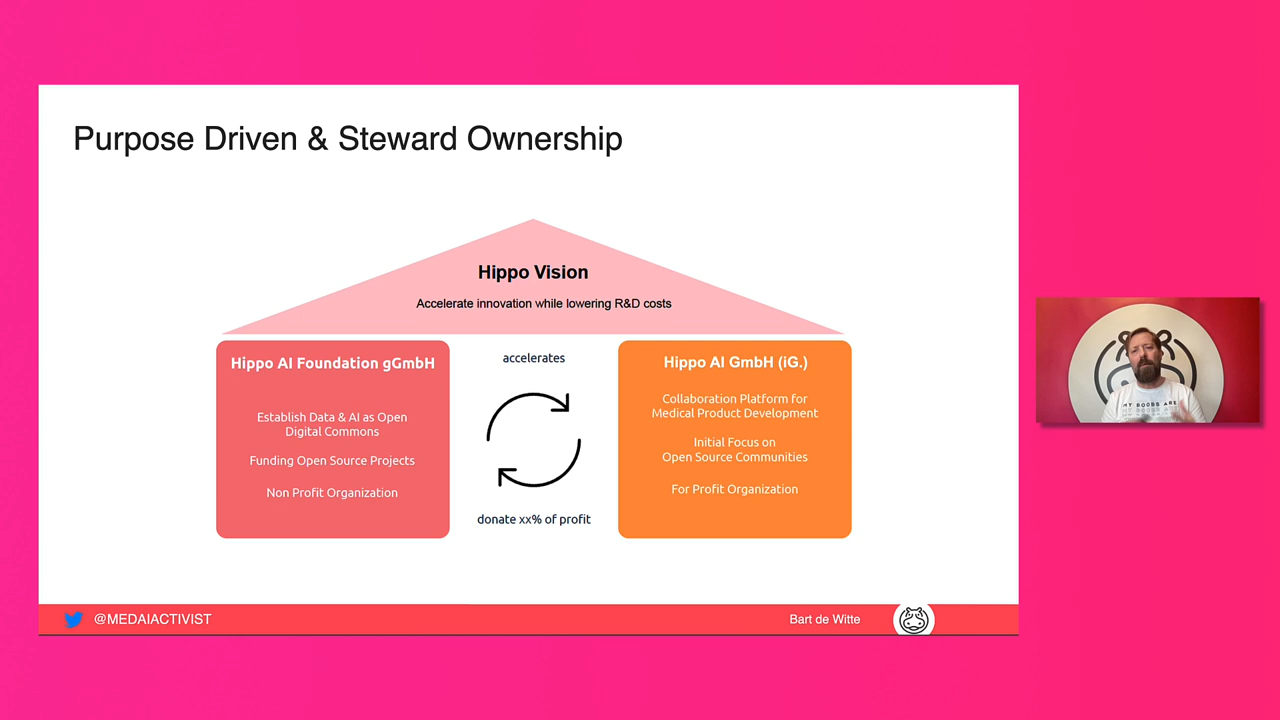 Purpose Driven & Steward Ownership
Hippo Vision
Accelerate innovation while lowering R&D costs
Hippo AI Foundation gGmbH
Establish Data & AI as Open
Digital Commons
Funding Open Source Projects
Non Profit Organization
accelerates
donate xx% of profit
Hippo AI GmbH (iG.)
Collaboration Platform for
Medical Product Development
Initial Focus on
Open Source Communities
For Profit Organization
@MEDAIACTIVIST
Bart de Witte
MY BOOBS ARE